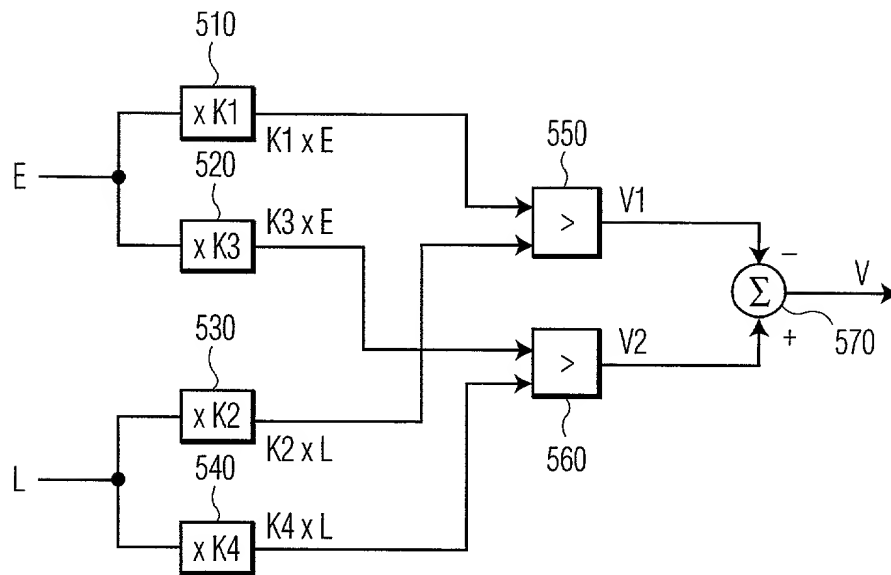 510
x K1
K1 x E
550
E
520
K3 x E
V1
>
x K3
−
V
Σ
530
V2
+
570
>
x K2
K2 x L
560
L
540
K4 x L
x K4